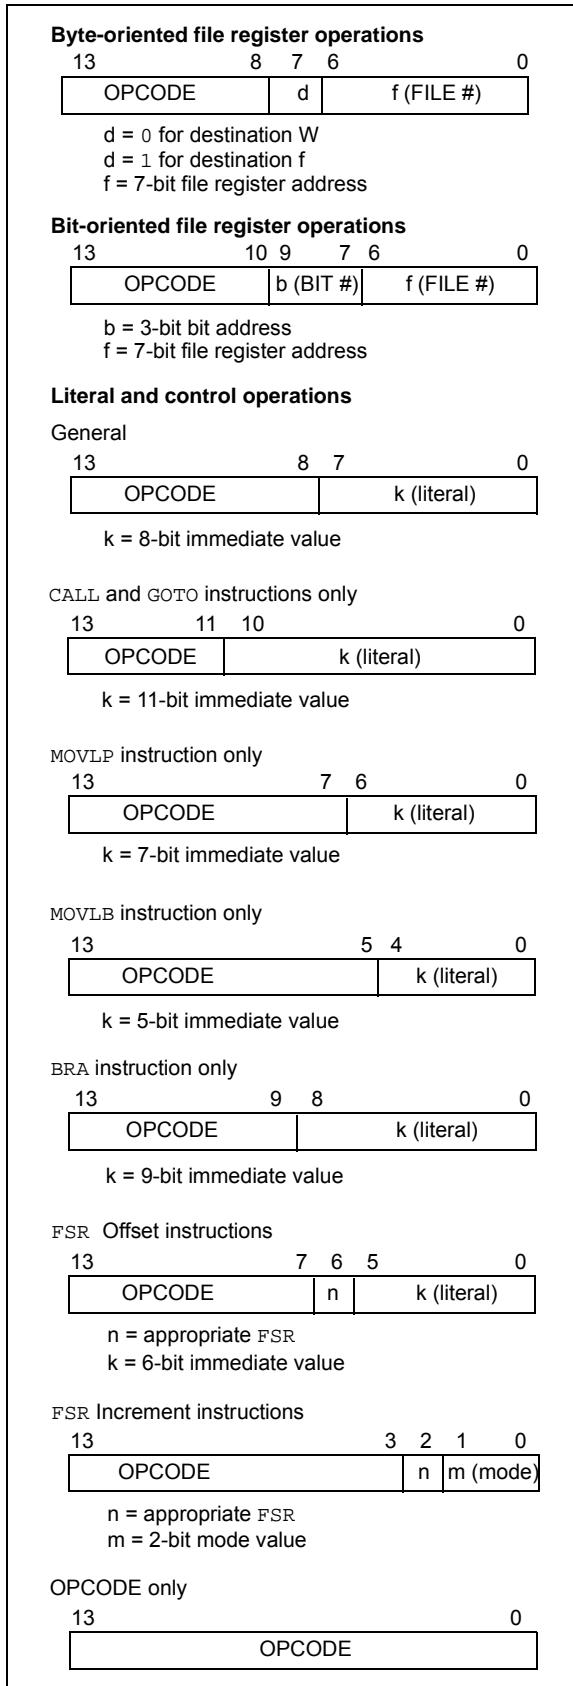 Byte-oriented file register operations
13 8 7 6 0
OPCODE d f (FILE #)
d = 0 for destination W
d = 1 for destination f
f = 7-bit file register address
Bit-oriented file register operations
13 10 9 7 6 0
OPCODE b (BIT #) f (FILE #)
b = 3-bit bit address
f = 7-bit file register address
Literal and control operations
General
13 8 7 0
OPCODE k (literal)
k = 8-bit immediate value
CALL and GOTO instructions only
13 11 10 0
OPCODE k (literal)
k = 11-bit immediate value
MOVLP instruction only
13 7 6 0
OPCODE k (literal)
k = 7-bit immediate value
MOVLB instruction only
13 5 4 0
OPCODE k (literal)
k = 5-bit immediate value
BRA instruction only
13 9 8 0
OPCODE k (literal)
k = 9-bit immediate value
FSR Offset instructions
13 7 6 5 0
OPCODE n k (literal)
n = appropriate FSR
k = 6-bit immediate value
FSR Increment instructions
13 3 2 1 0
OPCODE n m (mode)
n = appropriate FSR
m = 2-bit mode value
OPCODE only
13 0
OPCODE